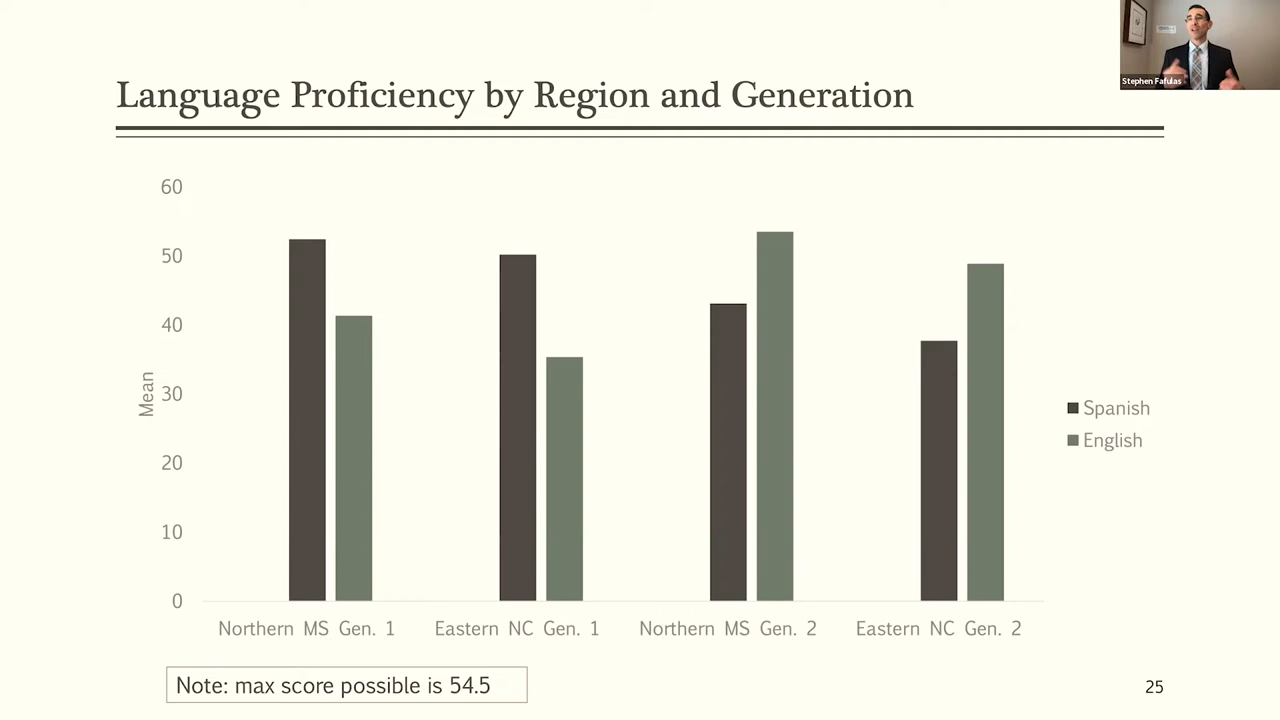 Stephen Fafulas
Language Proficiency by Region and Generation
60
50
40
30
20
10
0
Mean
Northern MS Gen. 1
Eastern NC Gen. 1
Northern MS Gen. 2
Eastern NC Gen. 2
Spanish
English
Note: max score possible is 54.5
25